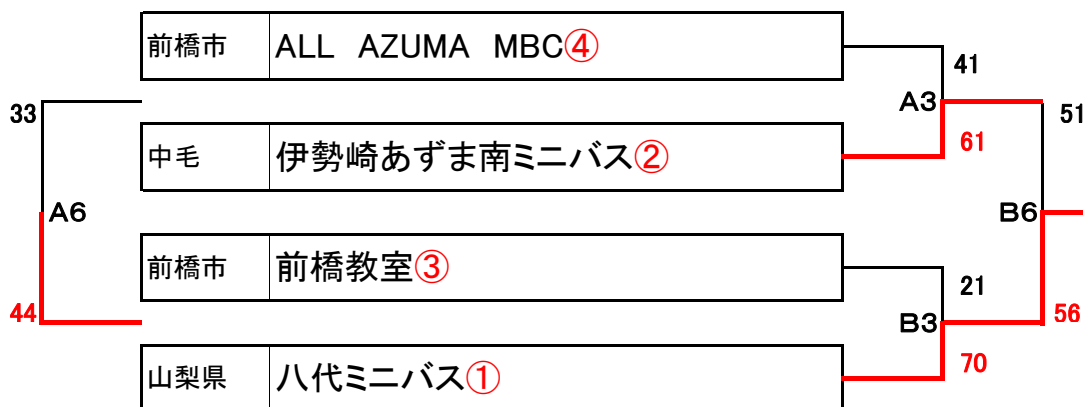 前橋市 ALL AZUMA MBC④
41
33
A3
51
中毛 伊勢崎あずま南ミニバス②
61
A6
B6
前橋市 前橋教室③
21
44
B3
56
山梨県 八代ミニバス①
70